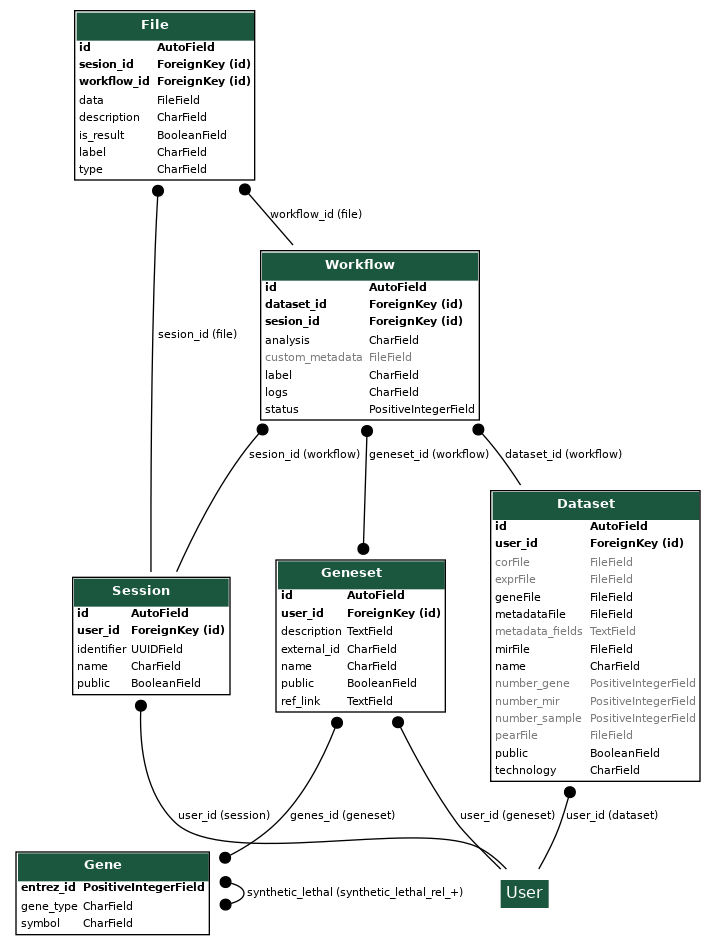 File
id AutoField
sesion_id ForeignKey (id)
workflow_id ForeignKey (id)
data FileField
description CharField
is_result BooleanField
label CharField
type CharField
workflow_id (file)
Workflow
id AutoField
dataset_id ForeignKey (id)
sesion_id ForeignKey (id)
analysis CharField
custom_metadata FileField
label CharField
logs CharField
status PositiveIntegerField
sesion_id (file)
sesion_id (workflow)
geneset_id (workflow)
dataset_id (workflow)
Dataset
id AutoField
user_id ForeignKey (id)
corFile FileField
exprFile FileField
geneFile FileField
metadataFile FileField
metadata_fields TextField
mirFile FileField
name CharField
number_gene PositiveIntegerField
number_mir PositiveIntegerField
number_sample PositiveIntegerField
pearFile FileField
public BooleanField
technology CharField
Geneset
id AutoField
user_id ForeignKey (id)
description TextField
external_id CharField
name CharField
public BooleanField
ref_link TextField
Session
id AutoField
user_id ForeignKey (id)
identifier UUIDField
name CharField
public BooleanField
user_id (session)
genes_id (geneset)
user_id (geneset)
user_id (dataset)
Gene
entrez_id PositiveIntegerField
gene_type CharField
symbol CharField
synthetic_lethal (synthetic_lethal_rel_+)
User